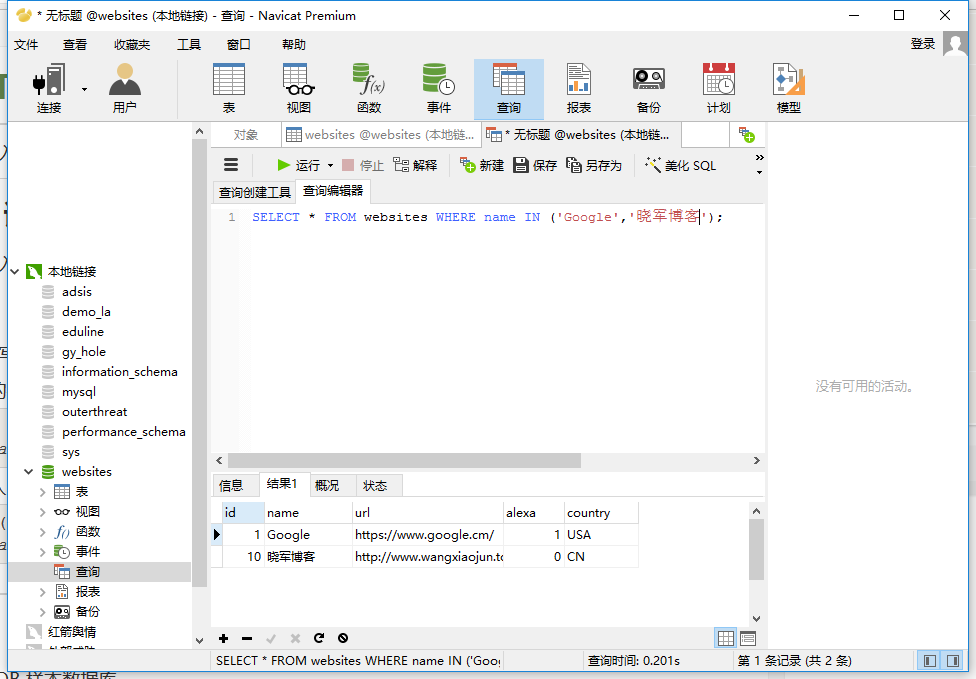 * 无标题 @websites (本地链接) - 查询 - Navicat Premium
文件 查看 收藏夹 工具 窗口 帮助 登录
连接 用户 表 视图 函数 事件 查询 报表 备份 计划 模型
对象 websites @websites (本地链... * 无标题 @websites (本地链...
运行 停止 解释 新建 保存 另存为 美化 SQL
查询创建工具 查询编辑器
1 SELECT * FROM websites WHERE name IN ('Google','晓军博客');
本地链接
adsis
demo_la
eduline
gy_hole
information_schema
mysql
outerthreat
performance_schema
sys
websites
表
视图
函数
事件
查询
报表
备份
红箭舆情
没有可用的活动。
信息 结果1 概况 状态
id name url alexa country
1 Google https://www.google.cm/ 1 USA
10 晓军博客 http://www.wangxiaojun.tc 0 CN
SELECT * FROM websites WHERE name IN ('Goo 查询时间: 0.201s 第 1 条记录 (共 2 条)